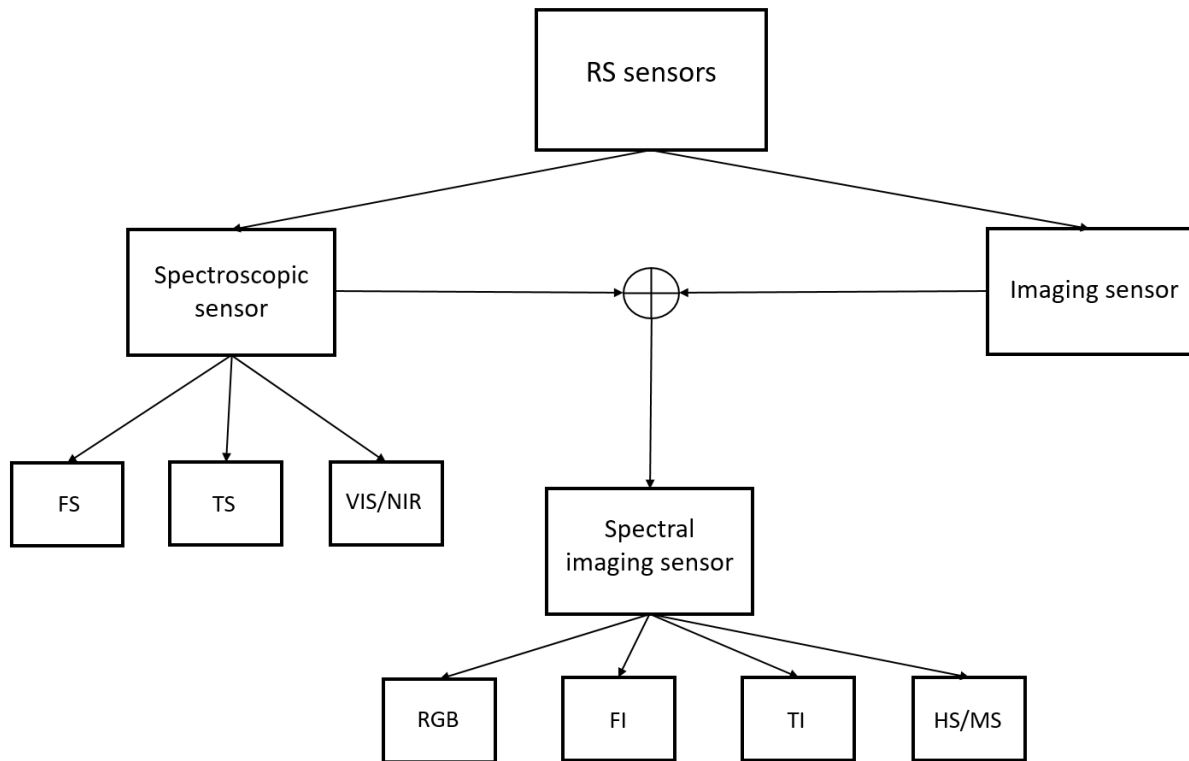 RS sensors
Spectroscopic
sensor
Imaging sensor
FS
TS
VIS/NIR
Spectral
imaging sensor
RGB
FI
TI
HS/MS